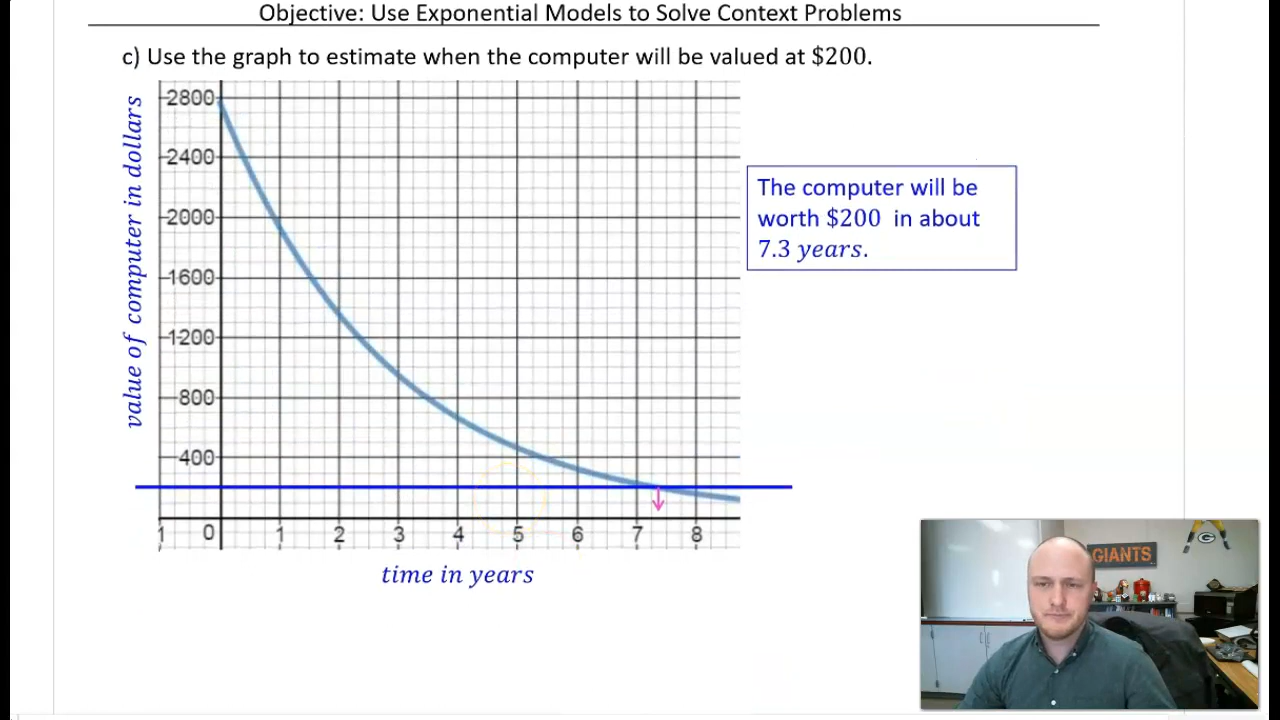 Objective: Use Exponential Models to Solve Context Problems
c) Use the graph to estimate when the computer will be valued at $200.
value of computer in dollars
2800
2400
2000
1600
1200
800
400
1 0 1 2 3 4 5 6 7 8
time in years
The computer will be
worth $200 in about
7.3 years.
GIANTS
G